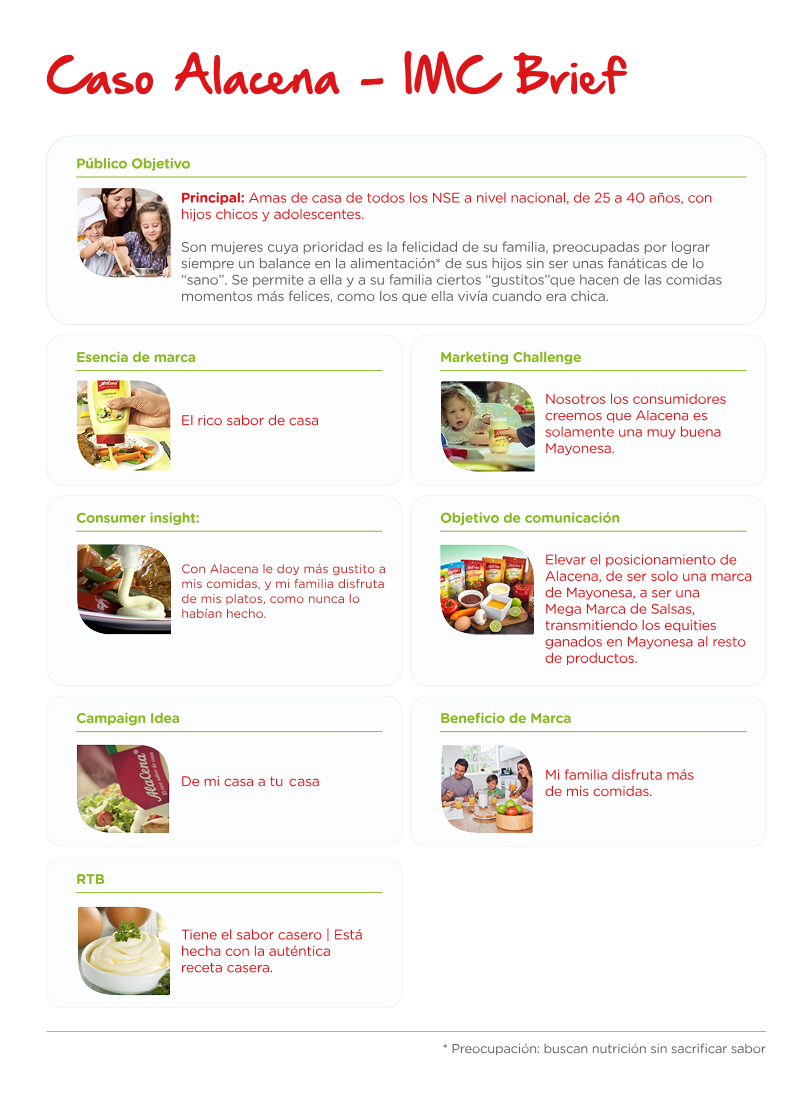 Caso Alacena - IMC Brief
Público Objetivo
Principal: Amas de casa de todos los NSE a nivel nacional, de 25 a 40 años, con
hijos chicos y adolescentes.
Son mujeres cuya prioridad es la felicidad de su familia, preocupadas por lograr
siempre un balance en la alimentación* de sus hijos sin ser unas fanáticas de lo
“sano”. Se permite a ella y a su familia ciertos “gustitos”que hacen de las comidas
momentos más felices, como los que ella vivía cuando era chica.
Esencia de marca
AlaCena
El rico sabor de casa
Marketing Challenge
Nosotros los consumidores
creemos que Alacena es
solamente una muy buena
Mayonesa.
Consumer insight:
Con Alacena le doy más gustito a
mis comidas, y mi familia disfruta
de mis platos, como nunca lo
habían hecho.
Objetivo de comunicación
Elevar el posicionamiento de
Alacena, de ser solo una marca
de Mayonesa, a ser una
Mega Marca de Salsas,
transmitiendo los equities
ganados en Mayonesa al resto
de productos.
Campaign Idea
AlaCena
El rico sabor de casa
De mi casa a tu casa
Beneficio de Marca
Mi familia disfruta más
de mis comidas.
RTB
Tiene el sabor casero | Está
hecha con la auténtica
receta casera.
* Preocupación: buscan nutrición sin sacrificar sabor